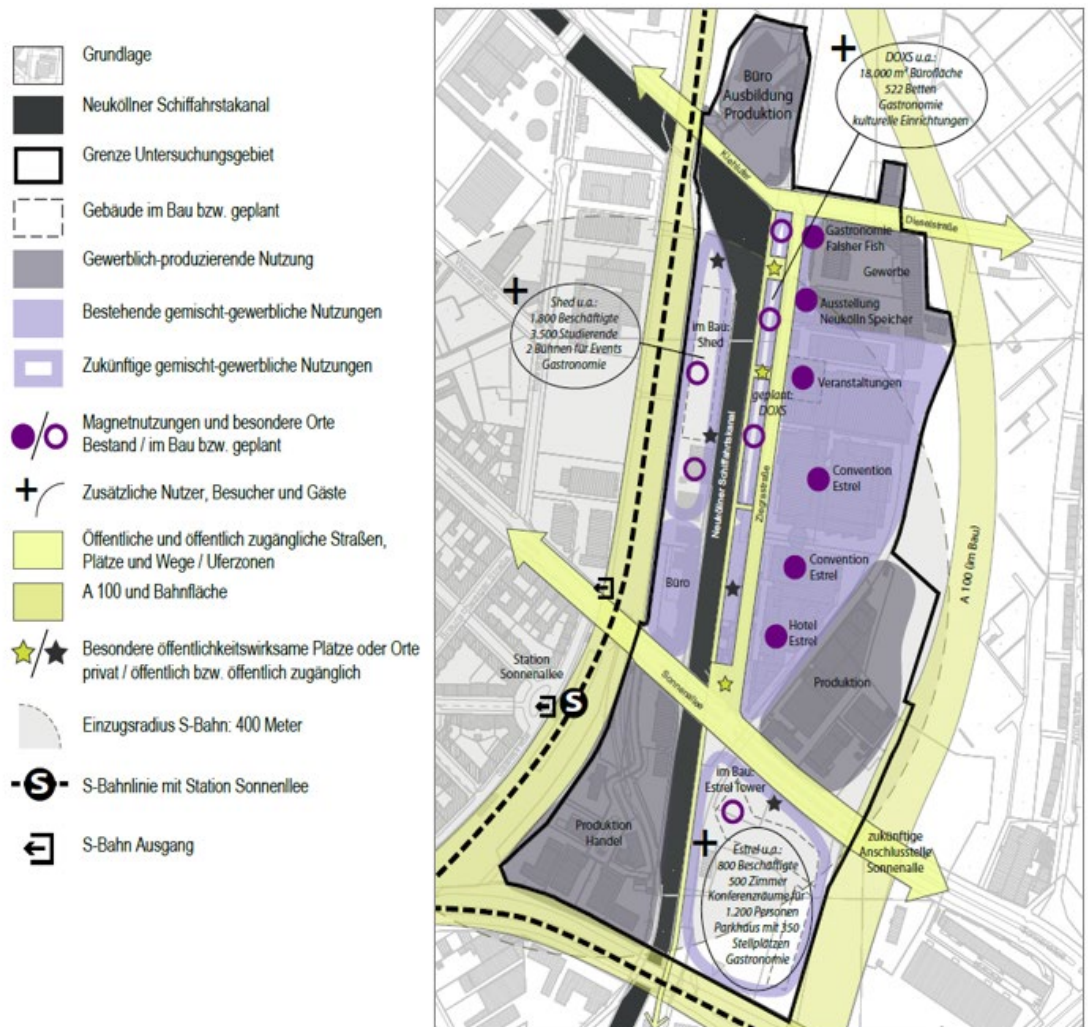 Grundlage
Neuköllner Schiffahrtskanal
Grenze Untersuchungsgebiet
Gebäude im Bau bzw. geplant
Gewerblich-produzierende Nutzung
Bestehende gemischt-gewerbliche Nutzungen
Zukünftige gemischt-gewerbliche Nutzungen
Magnetnutzungen und besondere Orte
Bestand / im Bau bzw. geplant
Zusätzliche Nutzer, Besucher und Gäste
Öffentliche und öffentlich zugängliche Straßen,
Plätze und Wege / Uferzonen
A 100 und Bahnfläche
Besondere öffentlichkeitswirksame Plätze oder Orte
privat / öffentlich bzw. öffentlich zugänglich
Einzugsradius S-Bahn: 400 Meter
S
S-Bahnlinie mit Station Sonnenllee
S-Bahn Ausgang
Büro
Ausbildung
Produktion
DOXS u.a.:
18.000 m² Bürofläche
522 Betten
Gastronomie
kulturelle Einrichtungen
Kiehlufer
Dieselstraße
Gastronomie
Falsher Fish
Gewerbe
Ausstellung
Neukölln Speicher
Shed u.a.:
1.800 Beschäftigte
3.500 Studierende
2 Bühnen für Events
Gastronomie
im Bau:
Shed
Veranstaltungen
geplant:
DOXS
Neuköllner Schiffahrtskanal
Ziegrastraße
Convention
Estrel
A 100 (im Bau)
Convention
Estrel
Büro
Hotel
Estrel
Station
Sonnenallee
S
Sonnenallee
Produktion
im Bau:
Estrel Tower
Produktion
Handel
zukünftige
Anschlusstelle
Sonnenalle
Estrel u.a.:
800 Beschäftigte
500 Zimmer
Konferenzräume für
1.200 Personen
Parkhaus mit 350
Stellplätzen
Gastronomie